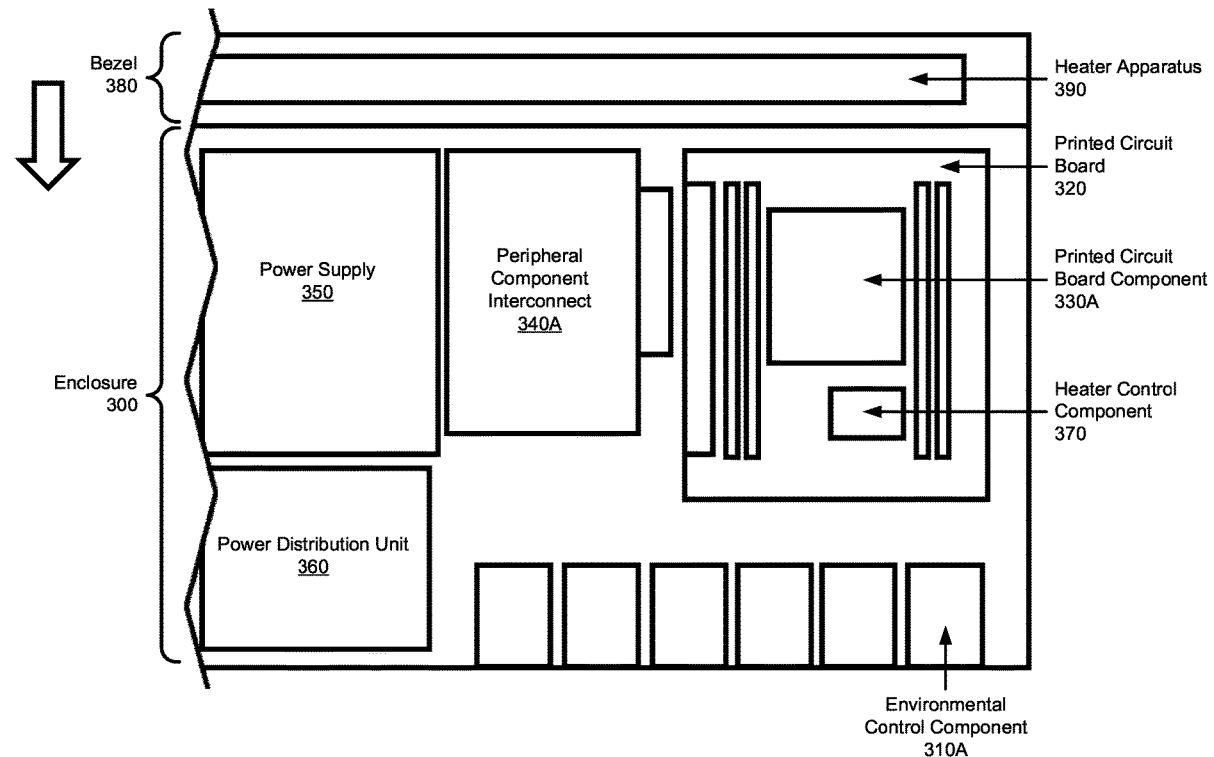 Bezel
380
Heater Apparatus
390
Printed Circuit
Board
320
Power Supply
350
Peripheral
Component
Interconnect
340A
Printed Circuit
Board Component
330A
Enclosure
300
Heater Control
Component
370
Power Distribution Unit
360
Environmental
Control Component
310A